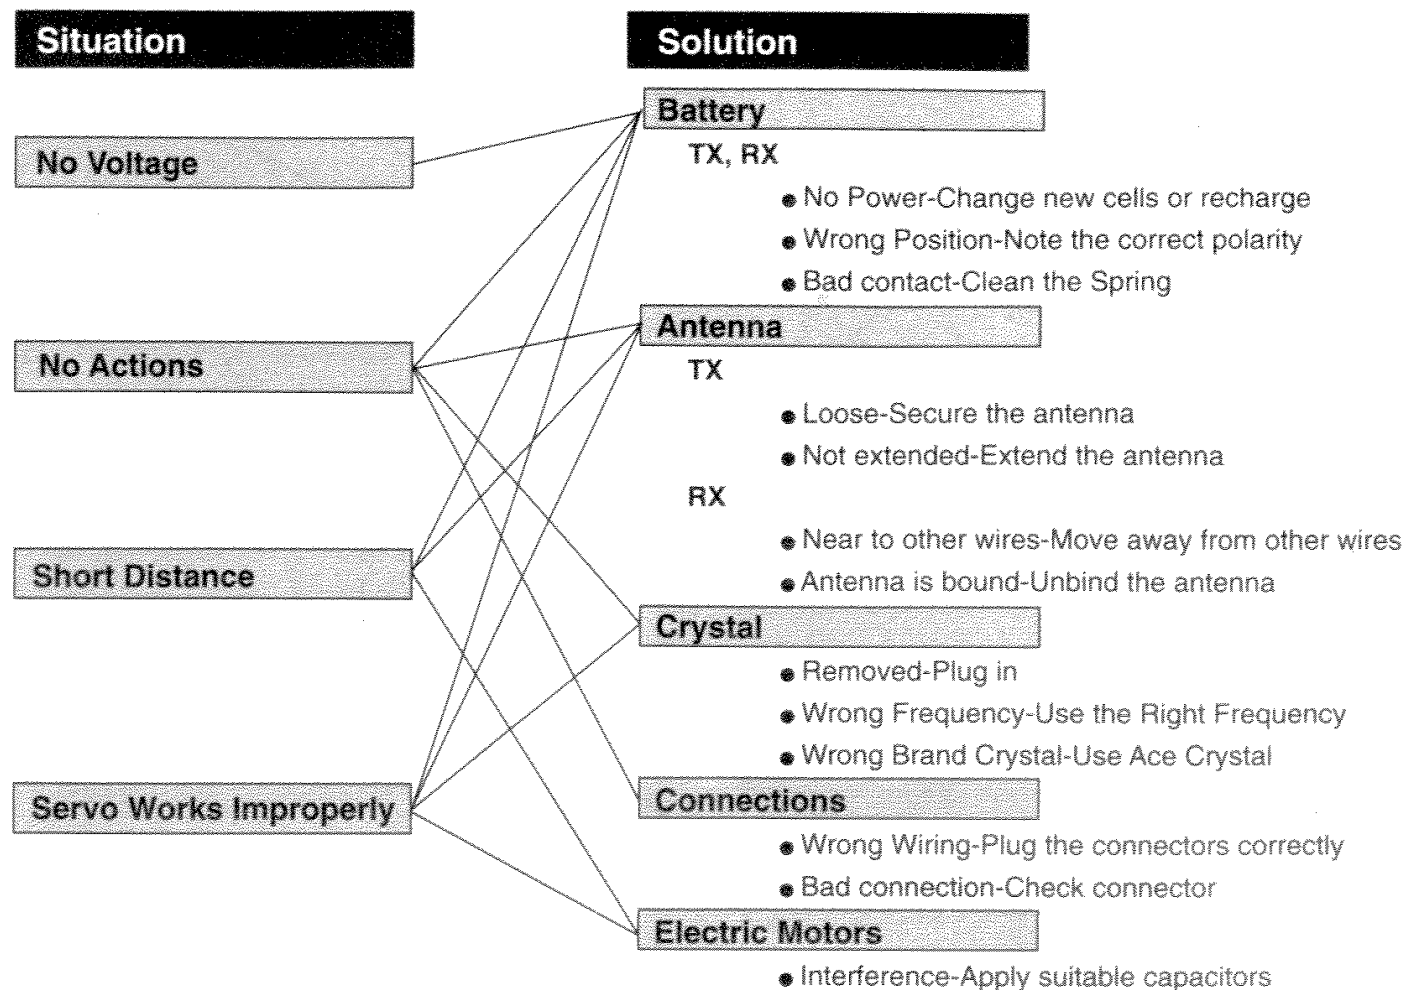 Situation
Solution
No Voltage
No Actions
Short Distance
Servo Works Improperly
Battery
TX, RX
● No Power-Change new cells or recharge
● Wrong Position-Note the correct polarity
● Bad contact-Clean the Spring
Antenna
TX
● Loose-Secure the antenna
● Not extended-Extend the antenna
RX
● Near to other wires-Move away from other wires
● Antenna is bound-Unbind the antenna
Crystal
● Removed-Plug in
● Wrong Frequency-Use the Right Frequency
● Wrong Brand Crystal-Use Ace Crystal
Connections
● Wrong Wiring-Plug the connectors correctly
● Bad connection-Check connector
Electric Motors
● Interference-Apply suitable capacitors